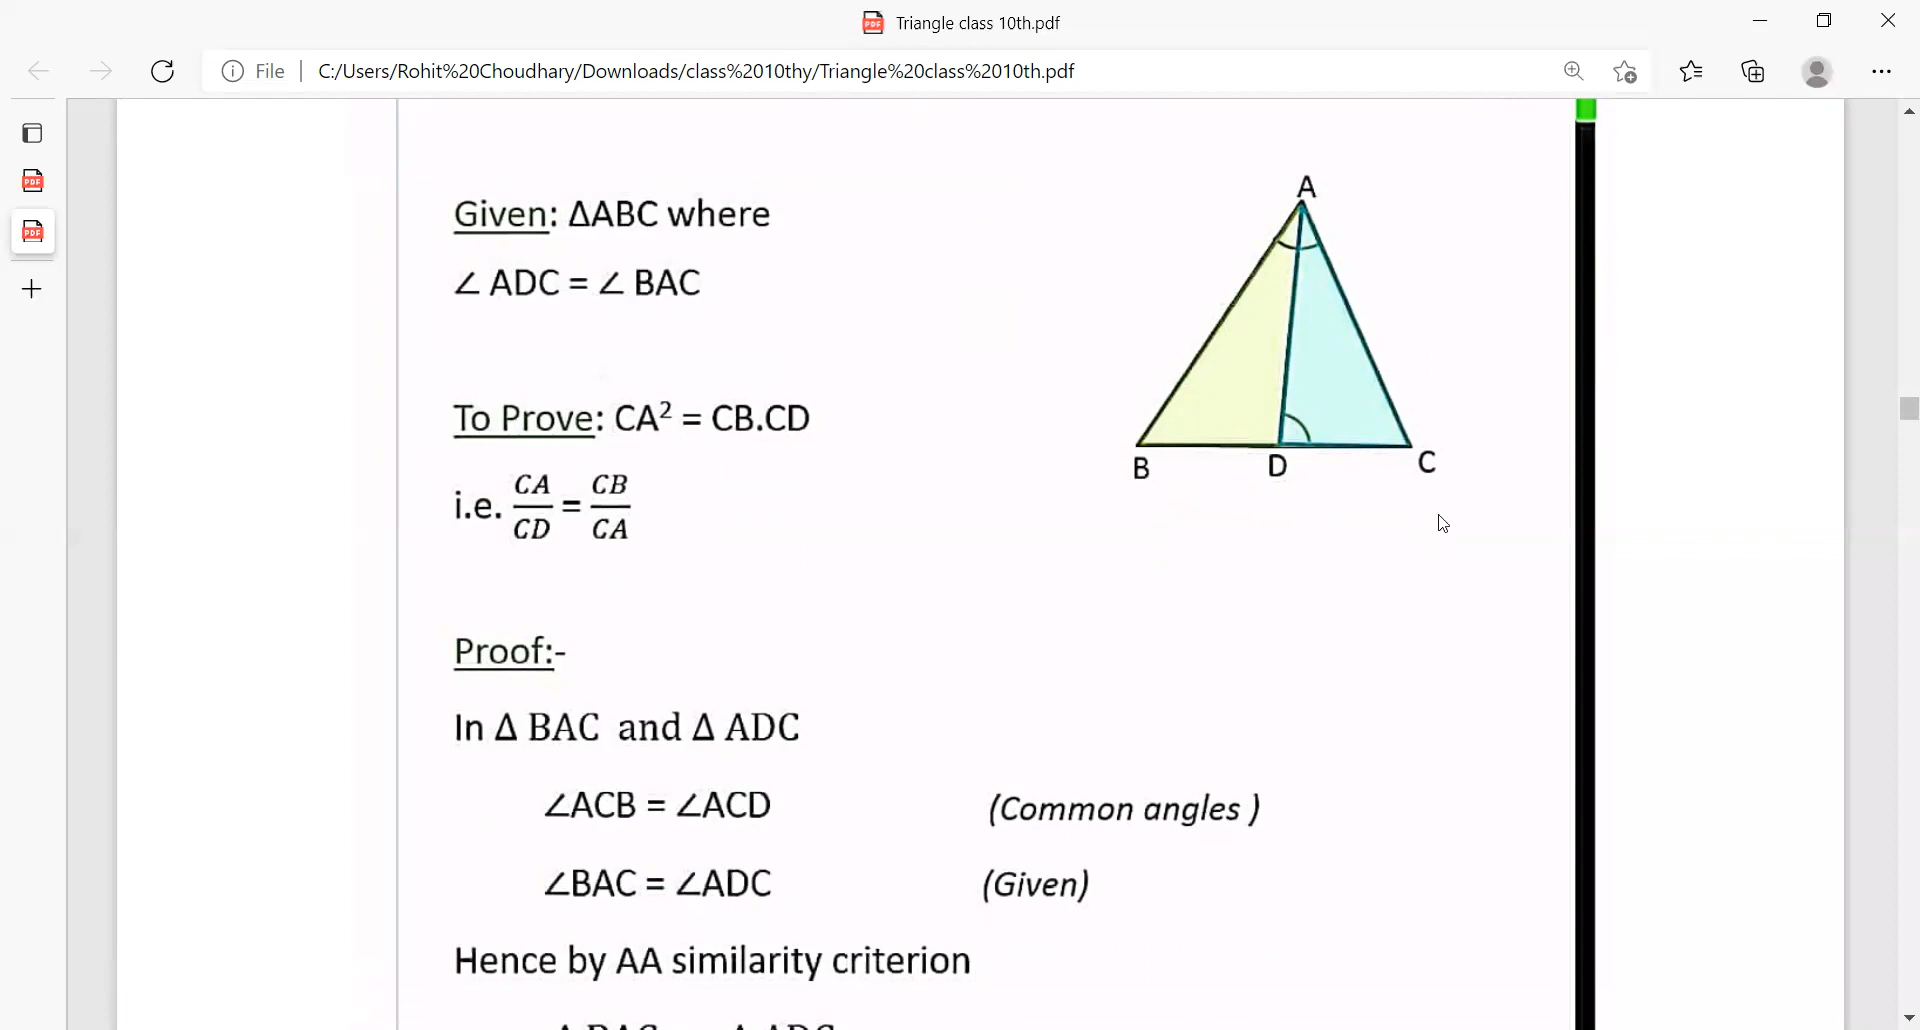 Triangle class 10th.pdf
File | C:/Users/Rohit%20Choudhary/Downloads/class%2010thy/Triangle%20class%2010th.pdf
Given: ΔABC where
∠ ADC = ∠ BAC
To Prove: CA² = CB.CD
i.e. CA/CD = CB/CA
A
B
D
C
Proof:-
In Δ BAC and Δ ADC
∠ACB = ∠ACD (Common angles )
∠BAC = ∠ADC (Given)
Hence by AA similarity criterion